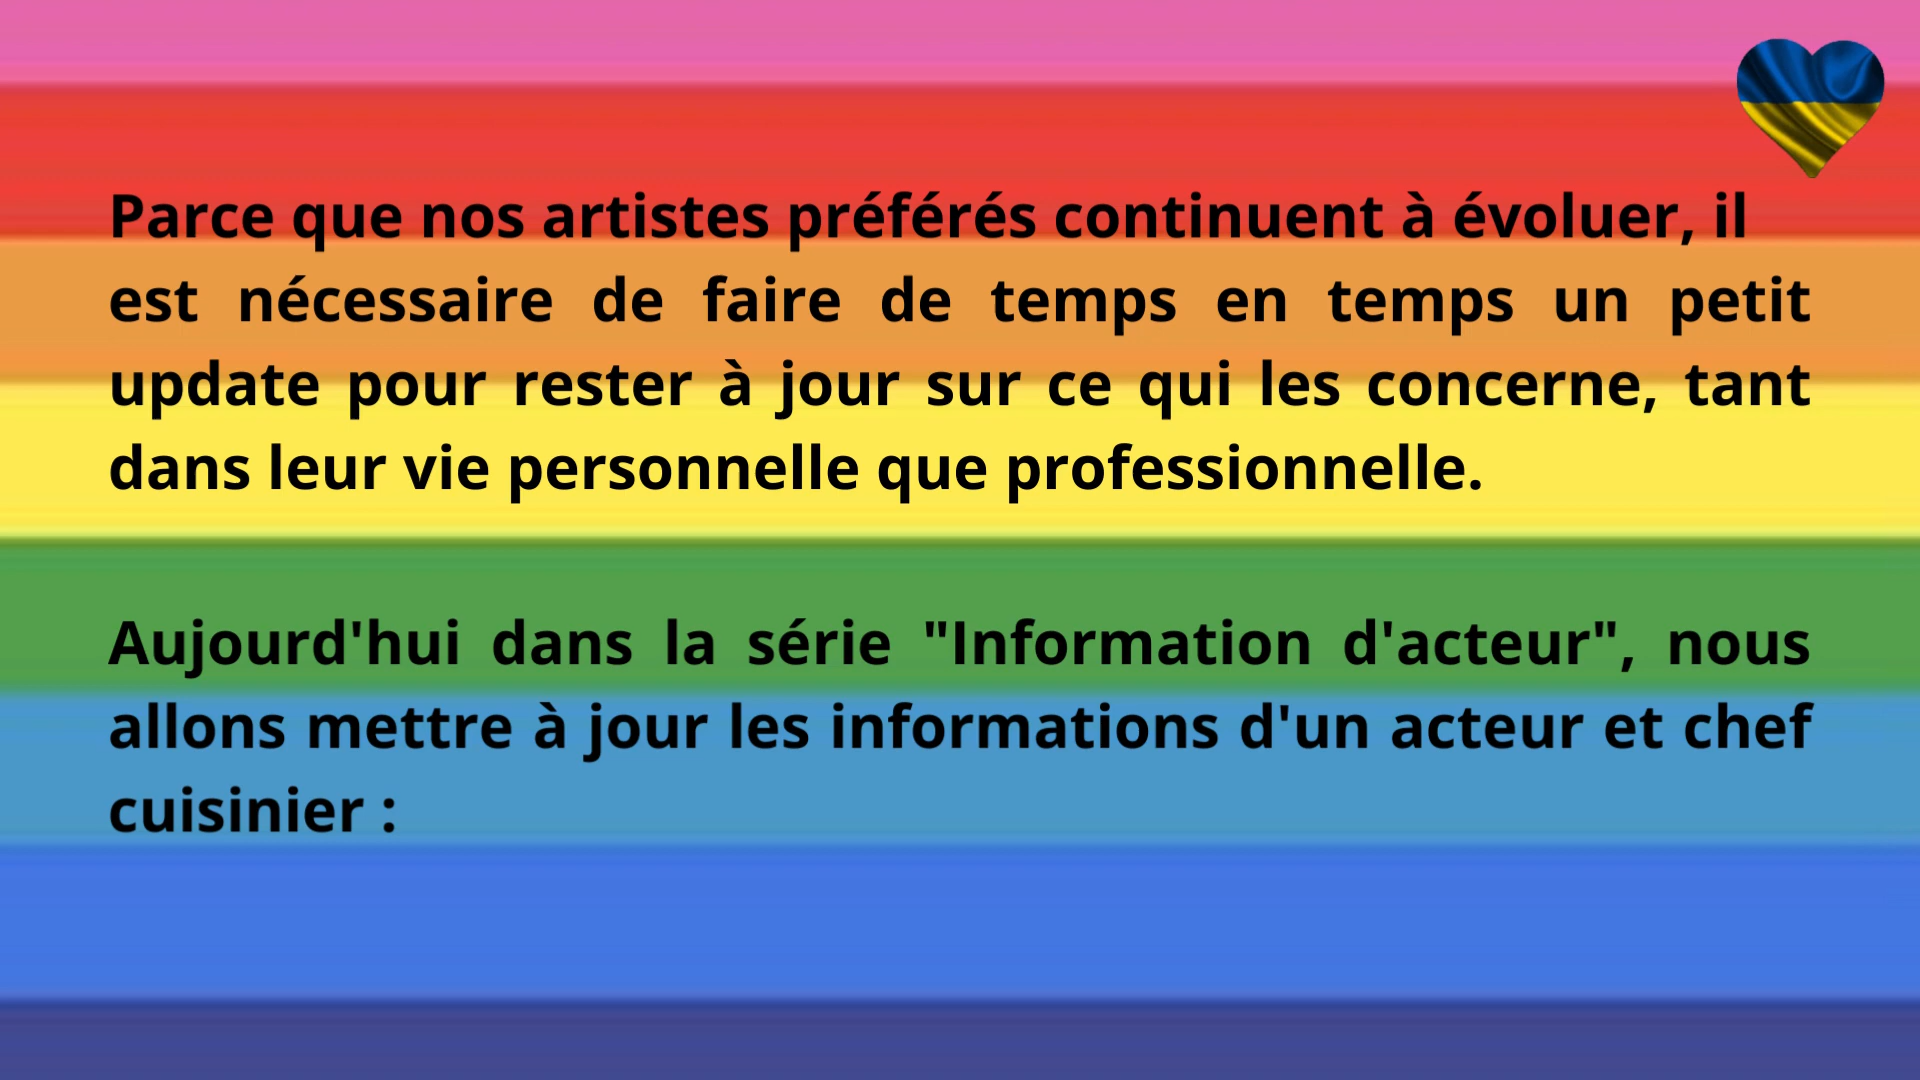 Parce que nos artistes préférés continuent à évoluer, il
est nécessaire de faire de temps en temps un petit
update pour rester à jour sur ce qui les concerne, tant
dans leur vie personnelle que professionnelle.
Aujourd'hui dans la série "Information d'acteur", nous
allons mettre à jour les informations d'un acteur et chef
cuisinier :